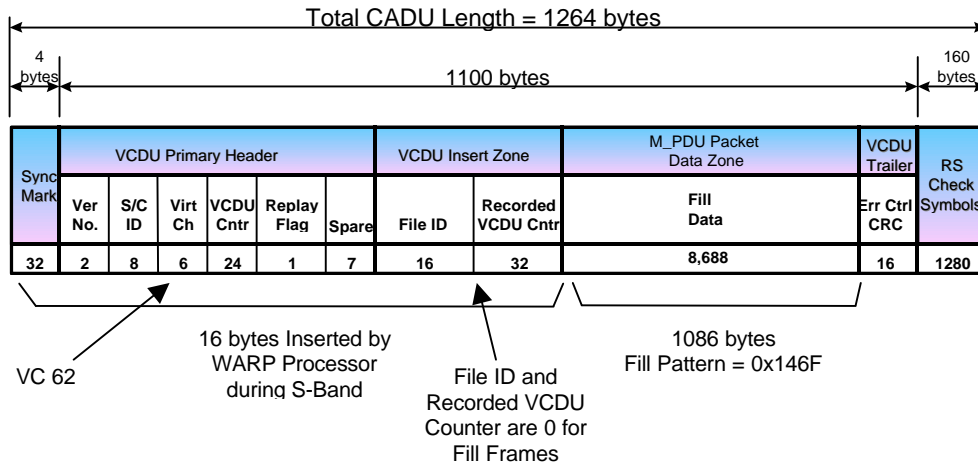 Total CADU Length = 1264 bytes
4
bytes
1100 bytes
160
bytes
Sync
Mark
VCDU Primary Header
VCDU Insert Zone
M_PDU Packet
Data Zone
VCDU
Trailer
RS
Check
Symbols
Ver
No.
S/C
ID
Virt
Ch
VCDU
Cntr
Replay
Flag
Spare
File ID
Recorded
VCDU Cntr
Fill
Data
Err Ctrl
CRC
32 2 8 6 24 1 7 16 32 8,688 16 1280
VC 62
16 bytes Inserted by
WARP Processor
during S-Band
File ID and
Recorded VCDU
Counter are 0 for
Fill Frames
1086 bytes
Fill Pattern = 0x146F